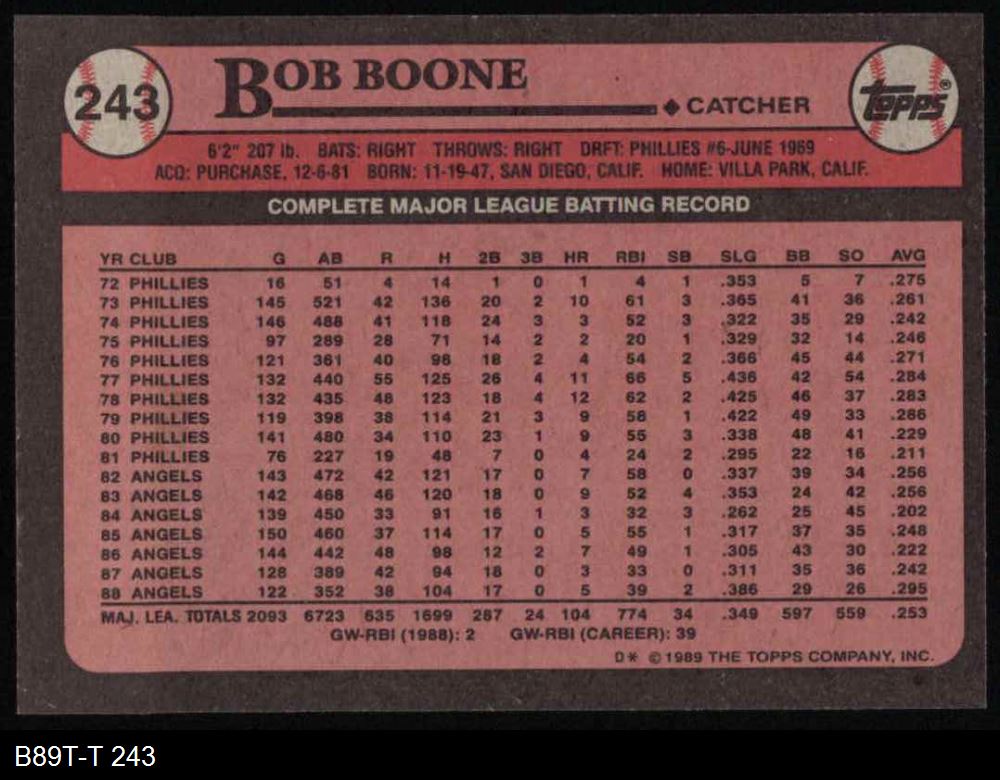 243
BOB BOONE
CATCHER
topps®
6'2" 207 lb. BATS: RIGHT THROWS: RIGHT DRFT: PHILLIES #6-JUNE 1969
ACQ: PURCHASE, 12-6-81 BORN: 11-19-47, SAN DIEGO, CALIF. HOME: VILLA PARK, CALIF.
COMPLETE MAJOR LEAGUE BATTING RECORD
YR CLUB G AB R H 2B 3B HR RBI SB SLG BB SO AVG
72 PHILLIES 16 51 4 14 1 0 1 4 1 .353 5 7 .275
73 PHILLIES 145 521 42 136 20 2 10 61 3 .365 41 36 .261
74 PHILLIES 146 488 41 118 24 3 3 52 3 .322 35 29 .242
75 PHILLIES 97 289 28 71 14 2 2 20 1 .329 32 14 .246
76 PHILLIES 121 361 40 98 18 2 4 54 2 .366 45 44 .271
77 PHILLIES 132 440 55 125 26 4 11 66 5 .436 42 54 .284
78 PHILLIES 132 435 48 123 18 4 12 62 2 .425 46 37 .283
79 PHILLIES 119 398 38 114 21 3 9 58 1 .422 49 33 .286
80 PHILLIES 141 480 34 110 23 1 9 55 3 .338 48 41 .229
81 PHILLIES 76 227 19 48 7 0 4 24 2 .295 22 16 .211
82 ANGELS 143 472 42 121 17 0 7 58 0 .337 39 34 .256
83 ANGELS 142 468 46 120 18 0 9 52 4 .353 24 42 .256
84 ANGELS 139 450 33 91 16 1 3 32 3 .262 25 45 .202
85 ANGELS 150 460 37 114 17 0 5 55 1 .317 37 35 .248
86 ANGELS 144 442 48 98 12 2 7 49 1 .305 43 30 .222
87 ANGELS 128 389 42 94 18 0 3 33 0 .311 35 36 .242
88 ANGELS 122 352 38 104 17 0 5 39 2 .386 29 26 .295
MAJ. LEA. TOTALS 2093 6723 635 1699 287 24 104 774 34 .349 597 559 .253
GW-RBI (1988): 2 GW-RBI (CAREER): 39
D* © 1989 THE TOPPS COMPANY, INC.
B89T-T 243